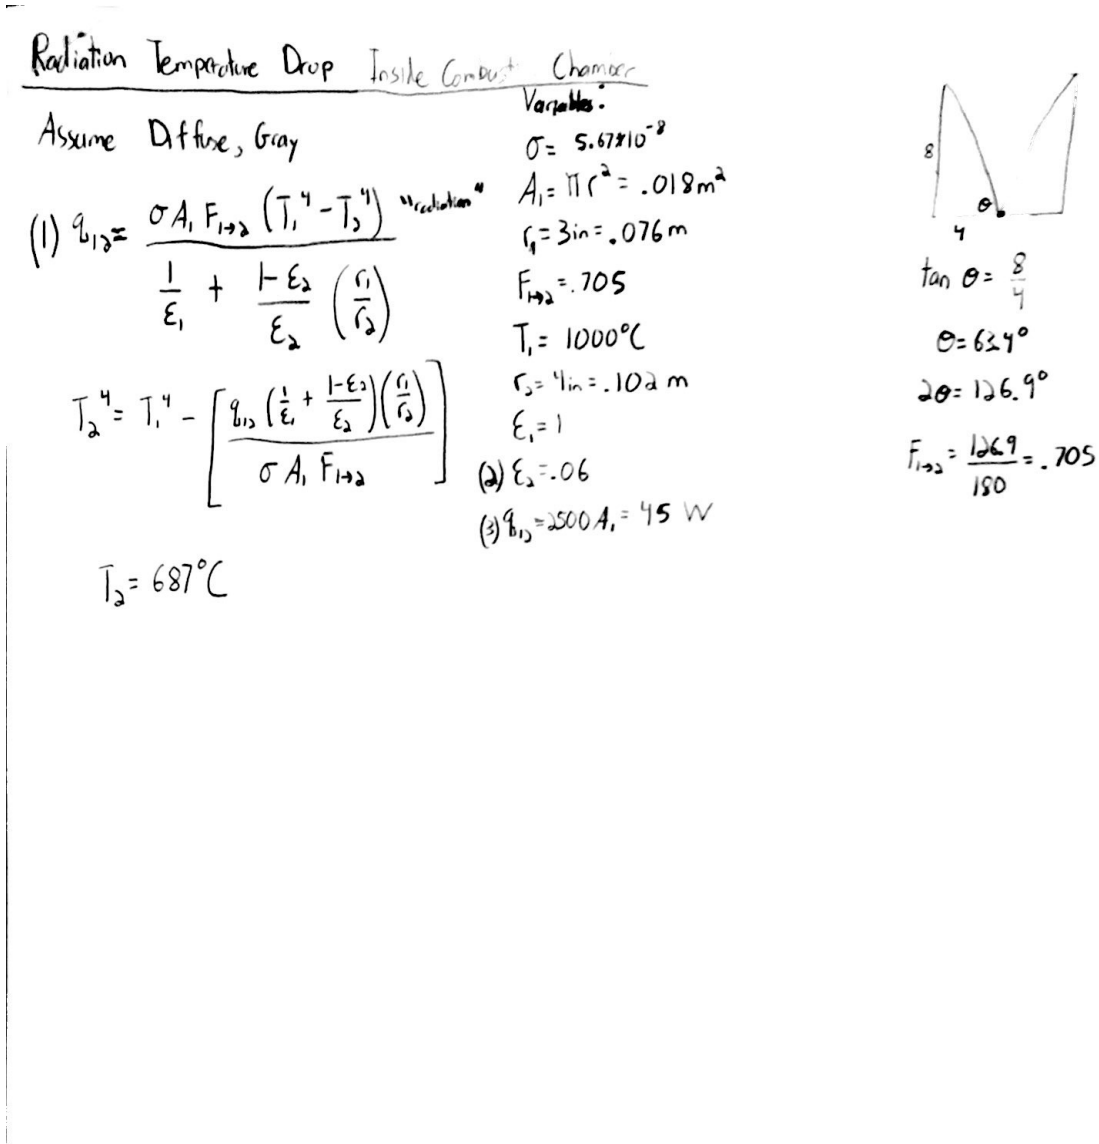 Radiation Temperature Drop Inside Combust Chamber
Assume Diffuse, Gray
(1) q₁₂ = σ A₁ F₁→₂ (T₁⁴ - T₂⁴) / (1/ε₁ + (1-ε₂)/ε₂ (r₁/r₂)) "radiation"
T₂⁴ = T₁⁴ - [q₁₂ (1/ε₁ + (1-ε₂)/ε₂)(r₁/r₂) / (σ A₁ F₁→₂)]
T₂ = 687°C
Variables:
σ = 5.67*10⁻⁸
A₁ = πr² = .018m²
r₁ = 3in = .076m
F₁→₂ = .705
T₁ = 1000°C
r₂ = 4in = .102 m
ε₁ = 1
(2) ε₂ = .06
(3) q₁₂ = 2500 A₁ = 45 W
8
θ
4
tan θ = 8/4
θ = 63.4°
2θ = 126.9°
F₁→₂ = 126.9/180 = .705